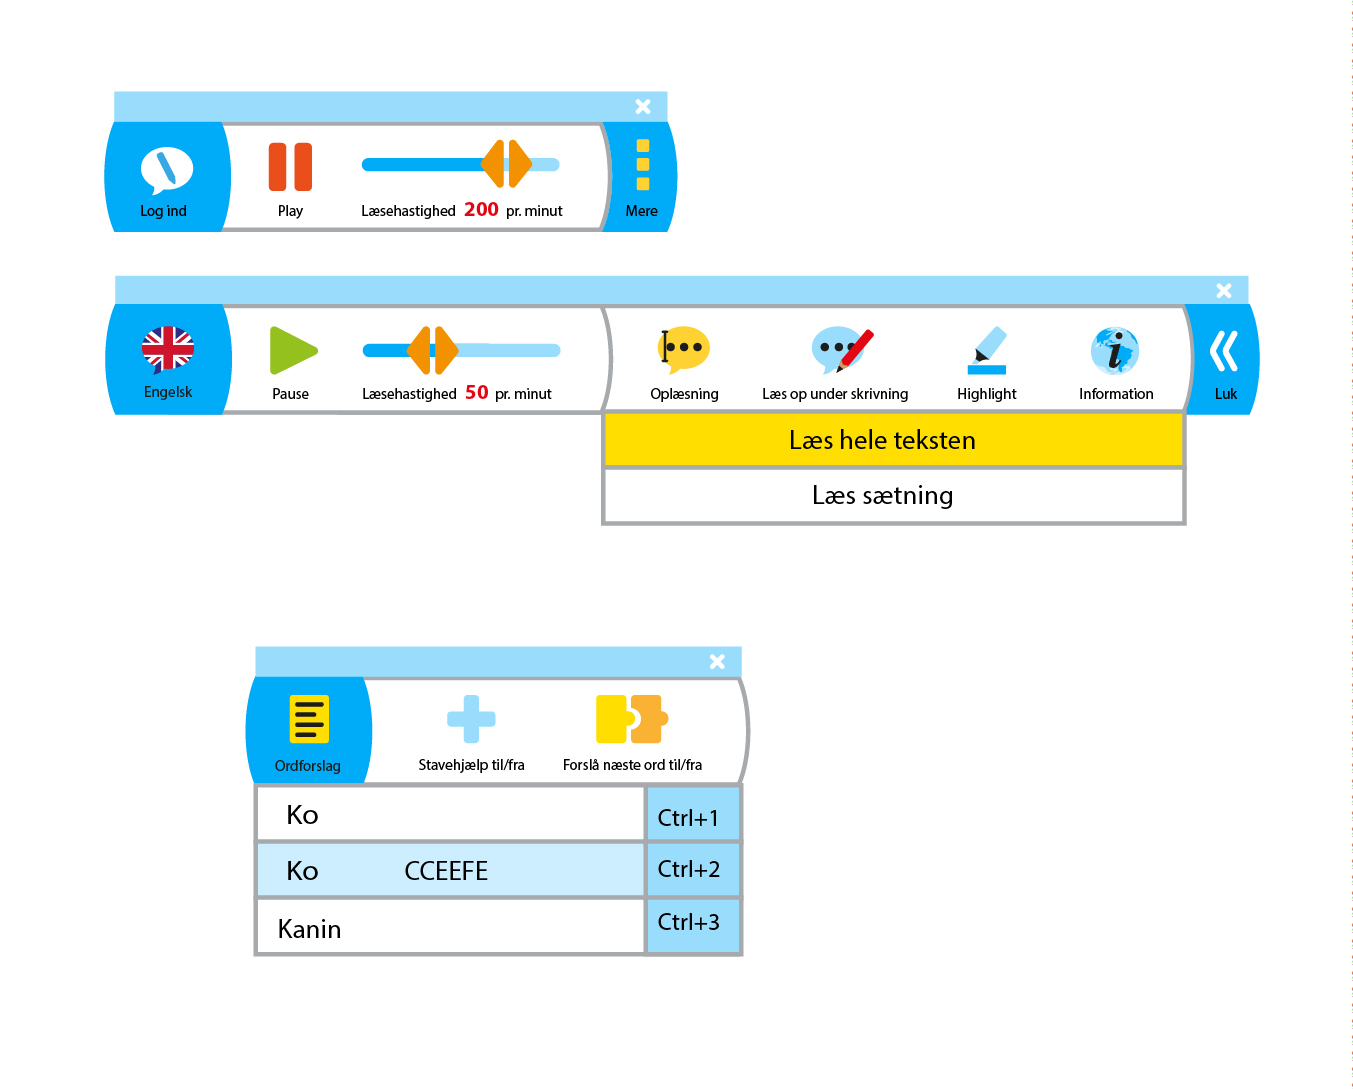 Log ind
Play
Læsehastighed 200 pr. minut
Mere
Engelsk
Pause
Læsehastighed 50 pr. minut
Oplæsning
Læs op under skrivning
Highlight
Information
Luk
Læs hele teksten
Læs sætning
Ordforslag
Stavehjælp til/fra
Forslå næste ord til/fra
Ko Ctrl+1
Ko CCEEFE Ctrl+2
Kanin Ctrl+3